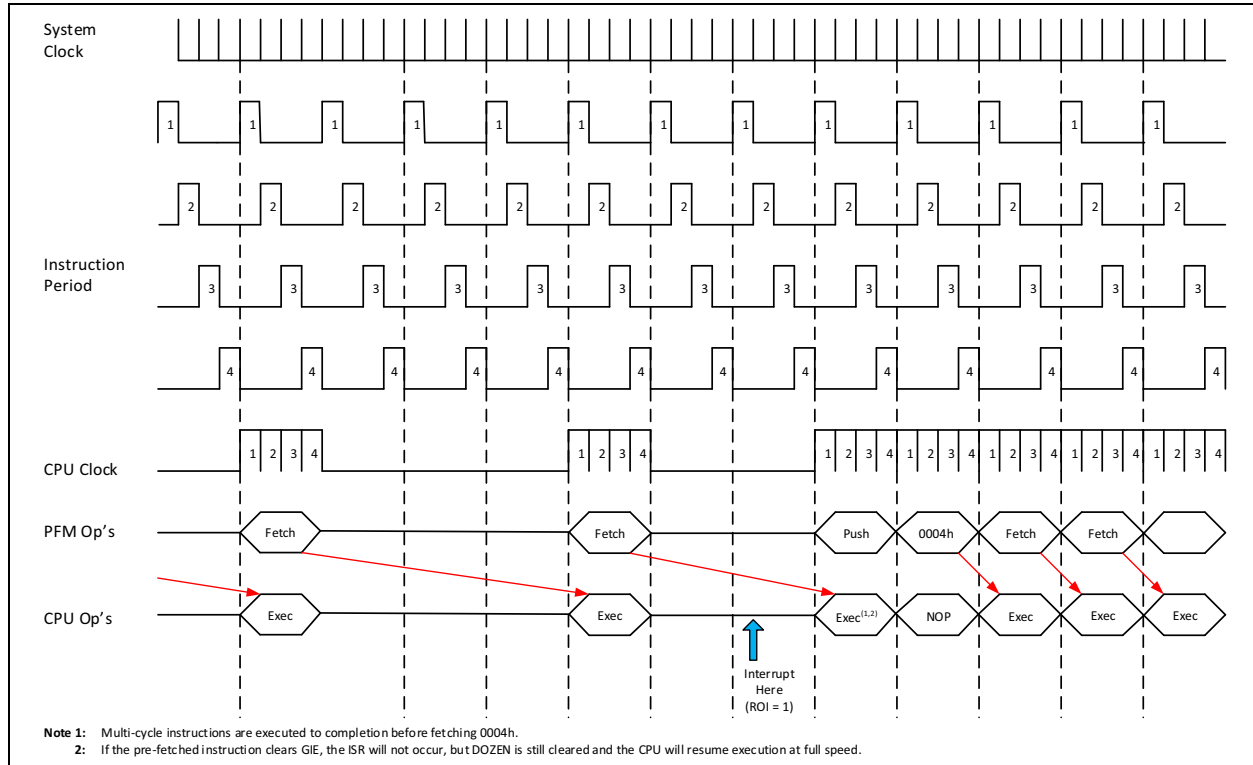 System
Clock
1 1 1 1 1 1 1 1 1 1 1 1 1
2 2 2 2 2 2 2 2 2 2 2 2 2
Instruction
Period
3 3 3 3 3 3 3 3 3 3 3 3 3
4 4 4 4 4 4 4 4 4 4 4 4 4
CPU Clock
1 2 3 4 1 2 3 4 1 2 3 4 1 2 3 4 1 2 3 4 1 2 3 4 1 2 3 4
PFM Op's
Fetch Fetch Push 0004h Fetch Fetch
CPU Op's
Exec Exec Exec(1,2) NOP Exec Exec Exec
Interrupt
Here
(ROI = 1)
Note 1: Multi-cycle instructions are executed to completion before fetching 0004h.
2: If the pre-fetched instruction clears GIE, the ISR will not occur, but DOZEN is still cleared and the CPU will resume execution at full speed.